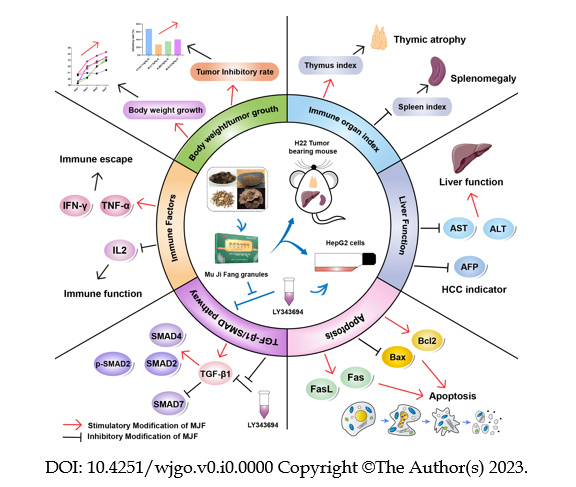 Thymic atrophy
Thymus index
Splenomegaly
Spleen index
Immune organ index
Tumor Inhibitory rate
Body weight growth
Body weight/tumor grouth
Immune escape
IFN-γ
TNF-α
IL2
Immune function
Immune Factors
H22 Tumor
bearing mouse
HepG2 cells
Mu Ji Fang granules
LY343694
Liver Function
Liver function
AST
ALT
AFP
HCC indicator
TGF-β1/SMAD pathway
SMAD4
p-SMAD2
SMAD2
TGF-β1
SMAD7
LY343694
Apoptosis
Bcl2
Bax
Fas
FasL
Apoptosis
Stimulatory Modification of MJF
Inhibitory Modification of MJF
DOI: 10.4251/wjgo.v0.i0.0000 Copyright ©The Author(s) 2023.